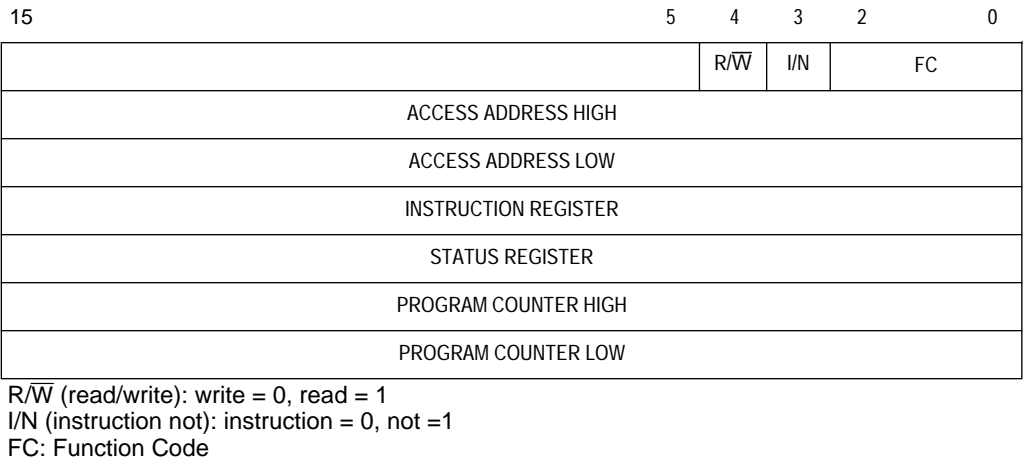 15 5 4 3 2 0
R/W̅ I/N FC
ACCESS ADDRESS HIGH
ACCESS ADDRESS LOW
INSTRUCTION REGISTER
STATUS REGISTER
PROGRAM COUNTER HIGH
PROGRAM COUNTER LOW
R/W̅ (read/write): write = 0, read = 1
I/N (instruction not): instruction = 0, not =1
FC: Function Code